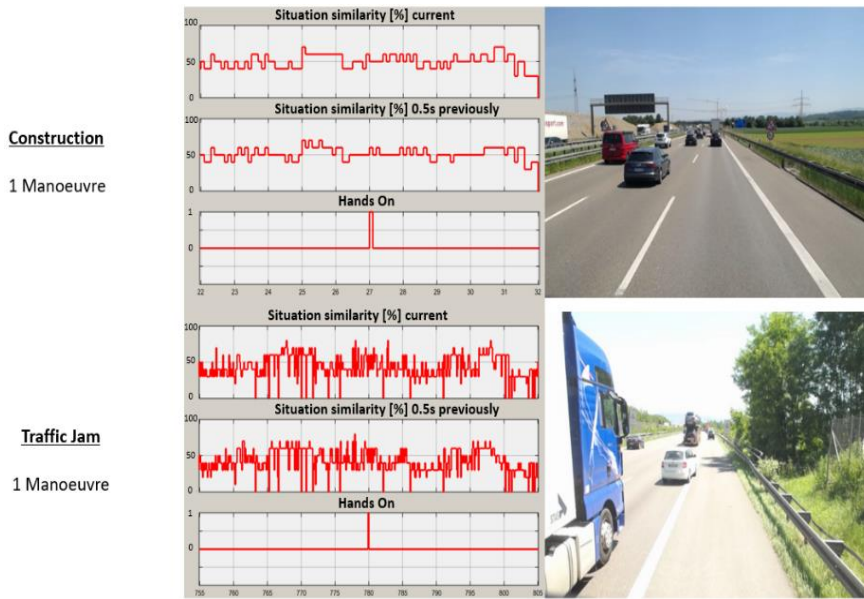 Situation similarity [%] current
100
50
0
Construction
1 Manoeuvre
Situation similarity [%] 0.5s previously
100
50
0
Hands On
1
0
22 23 24 25 26 27 28 29 30 31 32
Situation similarity [%] current
100
50
0
Traffic Jam
1 Manoeuvre
Situation similarity [%] 0.5s previously
100
50
0
Hands On
1
0
755 760 765 770 775 780 785 790 795 800 805